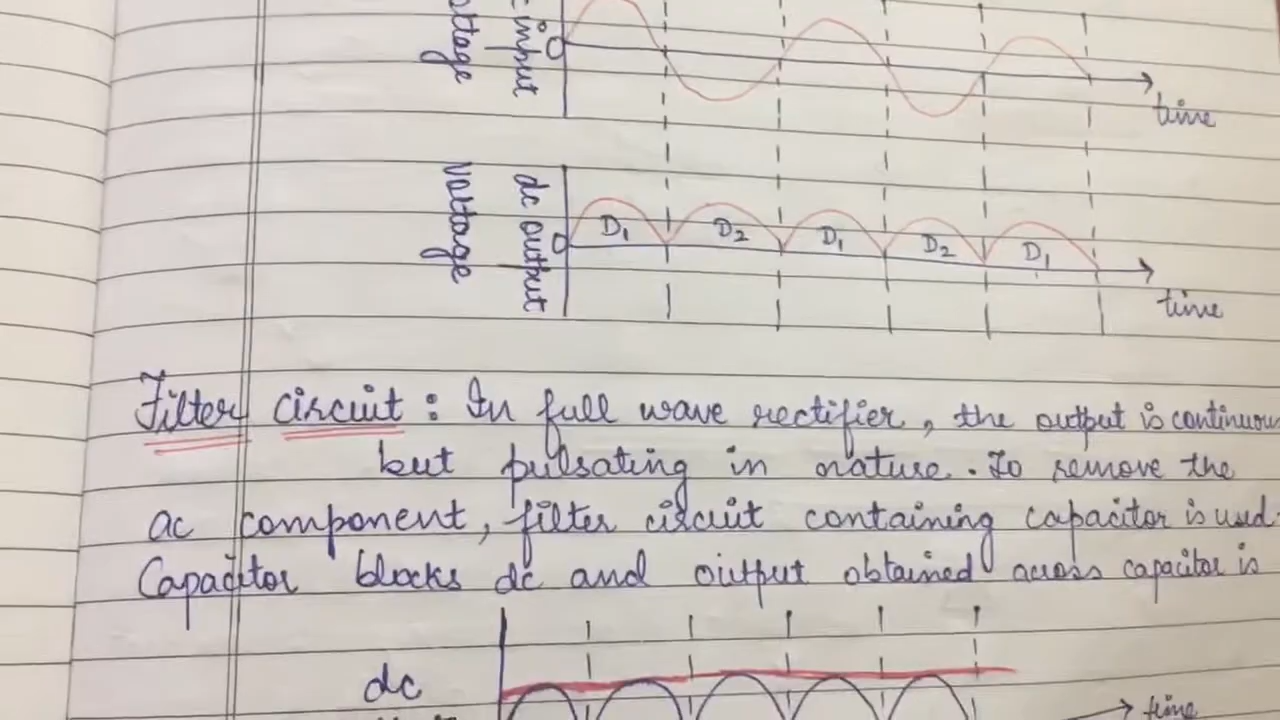 input
time
dc output
voltage
O
D1 D2 D1 D2 D1
time
Filter circuit : In full wave rectifier, the output is continuou
but pulsating in nature. To remove the
ac component, filter circuit containing capacitor is used.
Capacitor blocks dc and output obtained across capacitor is
dc
time